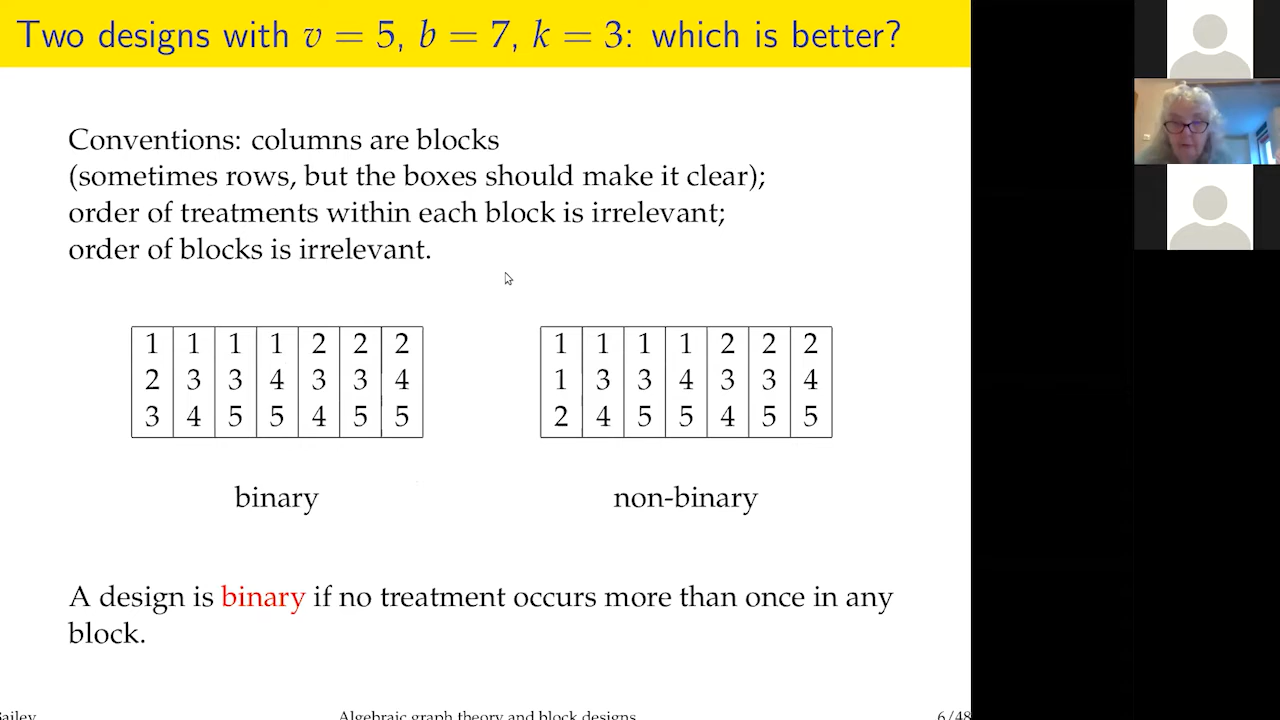 Two designs with v = 5, b = 7, k = 3: which is better?
Conventions: columns are blocks
(sometimes rows, but the boxes should make it clear);
order of treatments within each block is irrelevant;
order of blocks is irrelevant.
1 1 1 1 2 2 2
2 3 3 4 3 3 4
3 4 5 5 4 5 5
binary
1 1 1 1 2 2 2
1 3 3 4 3 3 4
2 4 5 5 4 5 5
non-binary
A design is binary if no treatment occurs more than once in any
block.
Bailey Algebraic graph theory and block designs 6/48